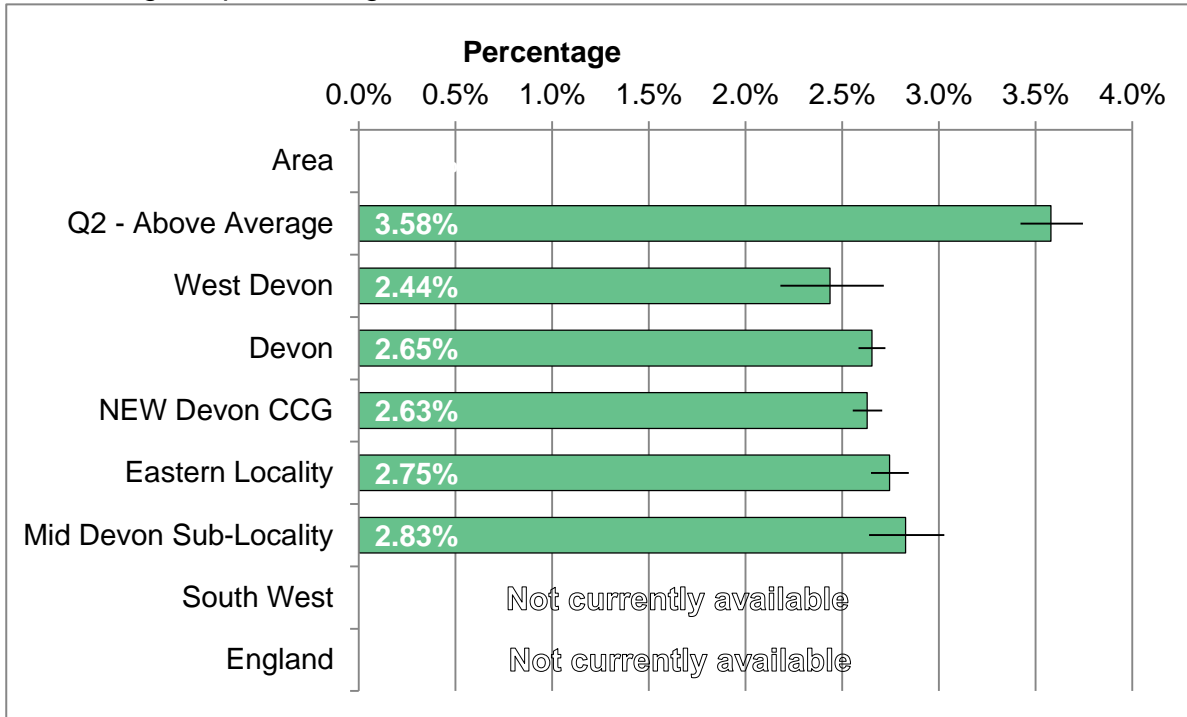 Percentage
0.0% 0.5% 1.0% 1.5% 2.0% 2.5% 3.0% 3.5% 4.0%
Area
Q2 - Above Average 3.58%
West Devon 2.44%
Devon 2.65%
NEW Devon CCG 2.63%
Eastern Locality 2.75%
Mid Devon Sub-Locality 2.83%
South West Not currently available
England Not currently available